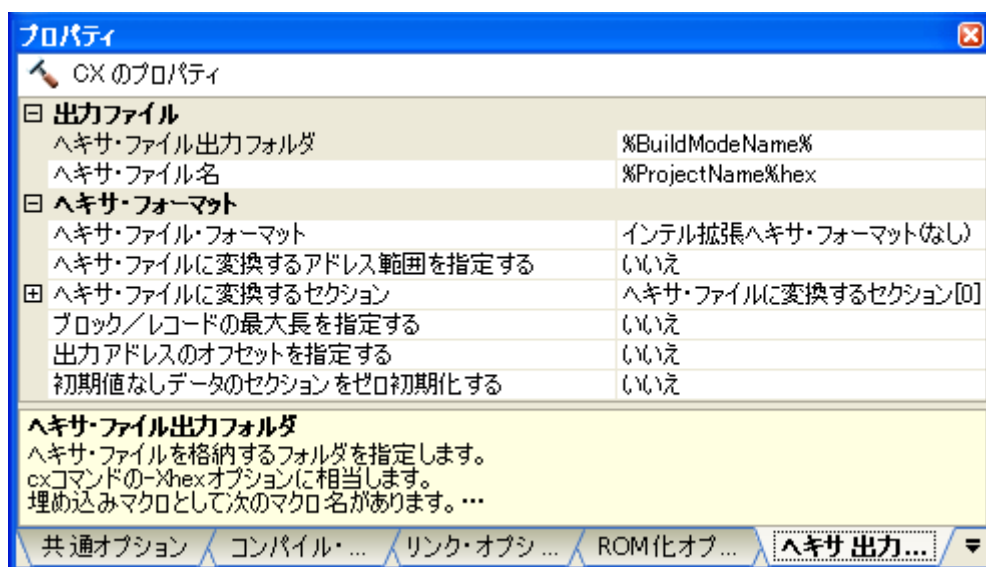 プロパティ
CX のプロパティ
出力ファイル
ヘキサ・ファイル出力フォルダ %BuildModeName%
ヘキサ・ファイル名 %ProjectName%hex
ヘキサ・フォーマット
ヘキサ・ファイル・フォーマット インテル拡張ヘキサ・フォーマット(なし)
ヘキサ・ファイルに変換するアドレス範囲を指定する いいえ
ヘキサ・ファイルに変換するセクション ヘキサ・ファイルに変換するセクション[0]
ブロック/レコードの最大長を指定する いいえ
出力アドレスのオフセットを指定する いいえ
初期値なしデータのセクションをゼロ初期化する いいえ
ヘキサ・ファイル出力フォルダ
ヘキサ・ファイルを格納するフォルダを指定します。
cxコマンドの-Xhexオプションに相当します。
埋め込みマクロとして次のマクロ名があります。…
共通オプション コンパイル・... リンク・オプシ... ROM化オプ... ヘキサ出力...